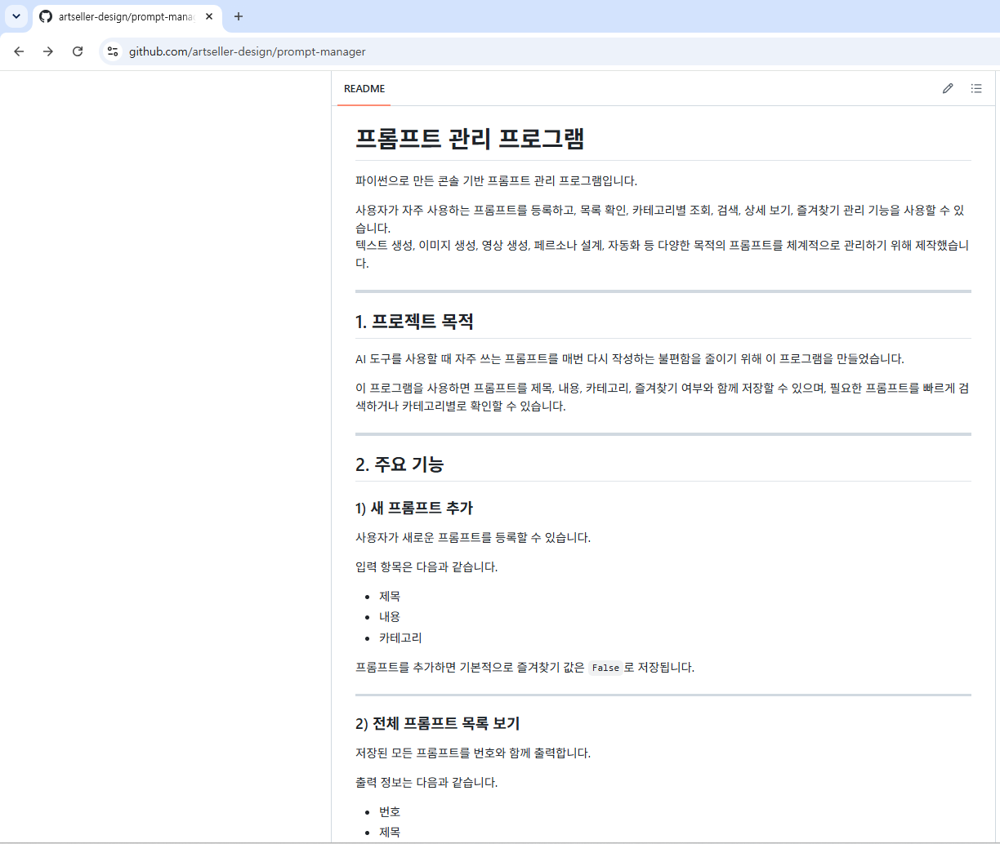 artseller-design/prompt-mana
github.com/artseller-design/prompt-manager
README
프롬프트 관리 프로그램
파이썬으로 만든 콘솔 기반 프롬프트 관리 프로그램입니다.
사용자가 자주 사용하는 프롬프트를 등록하고, 목록 확인, 카테고리별 조회, 검색, 상세 보기, 즐겨찾기 관리 기능을 사용할 수 있
습니다.
텍스트 생성, 이미지 생성, 영상 생성, 페르소나 설계, 자동화 등 다양한 목적의 프롬프트를 체계적으로 관리하기 위해 제작했습니
다.
1. 프로젝트 목적
AI 도구를 사용할 때 자주 쓰는 프롬프트를 매번 다시 작성하는 불편함을 줄이기 위해 이 프로그램을 만들었습니다.
이 프로그램을 사용하면 프롬프트를 제목, 내용, 카테고리, 즐겨찾기 여부와 함께 저장할 수 있으며, 필요한 프롬프트를 빠르게 검
색하거나 카테고리별로 확인할 수 있습니다.
2. 주요 기능
1) 새 프롬프트 추가
사용자가 새로운 프롬프트를 등록할 수 있습니다.
입력 항목은 다음과 같습니다.
• 제목
• 내용
• 카테고리
프롬프트를 추가하면 기본적으로 즐겨찾기 값은 False로 저장됩니다.
2) 전체 프롬프트 목록 보기
저장된 모든 프롬프트를 번호와 함께 출력합니다.
출력 정보는 다음과 같습니다.
• 번호
• 제목